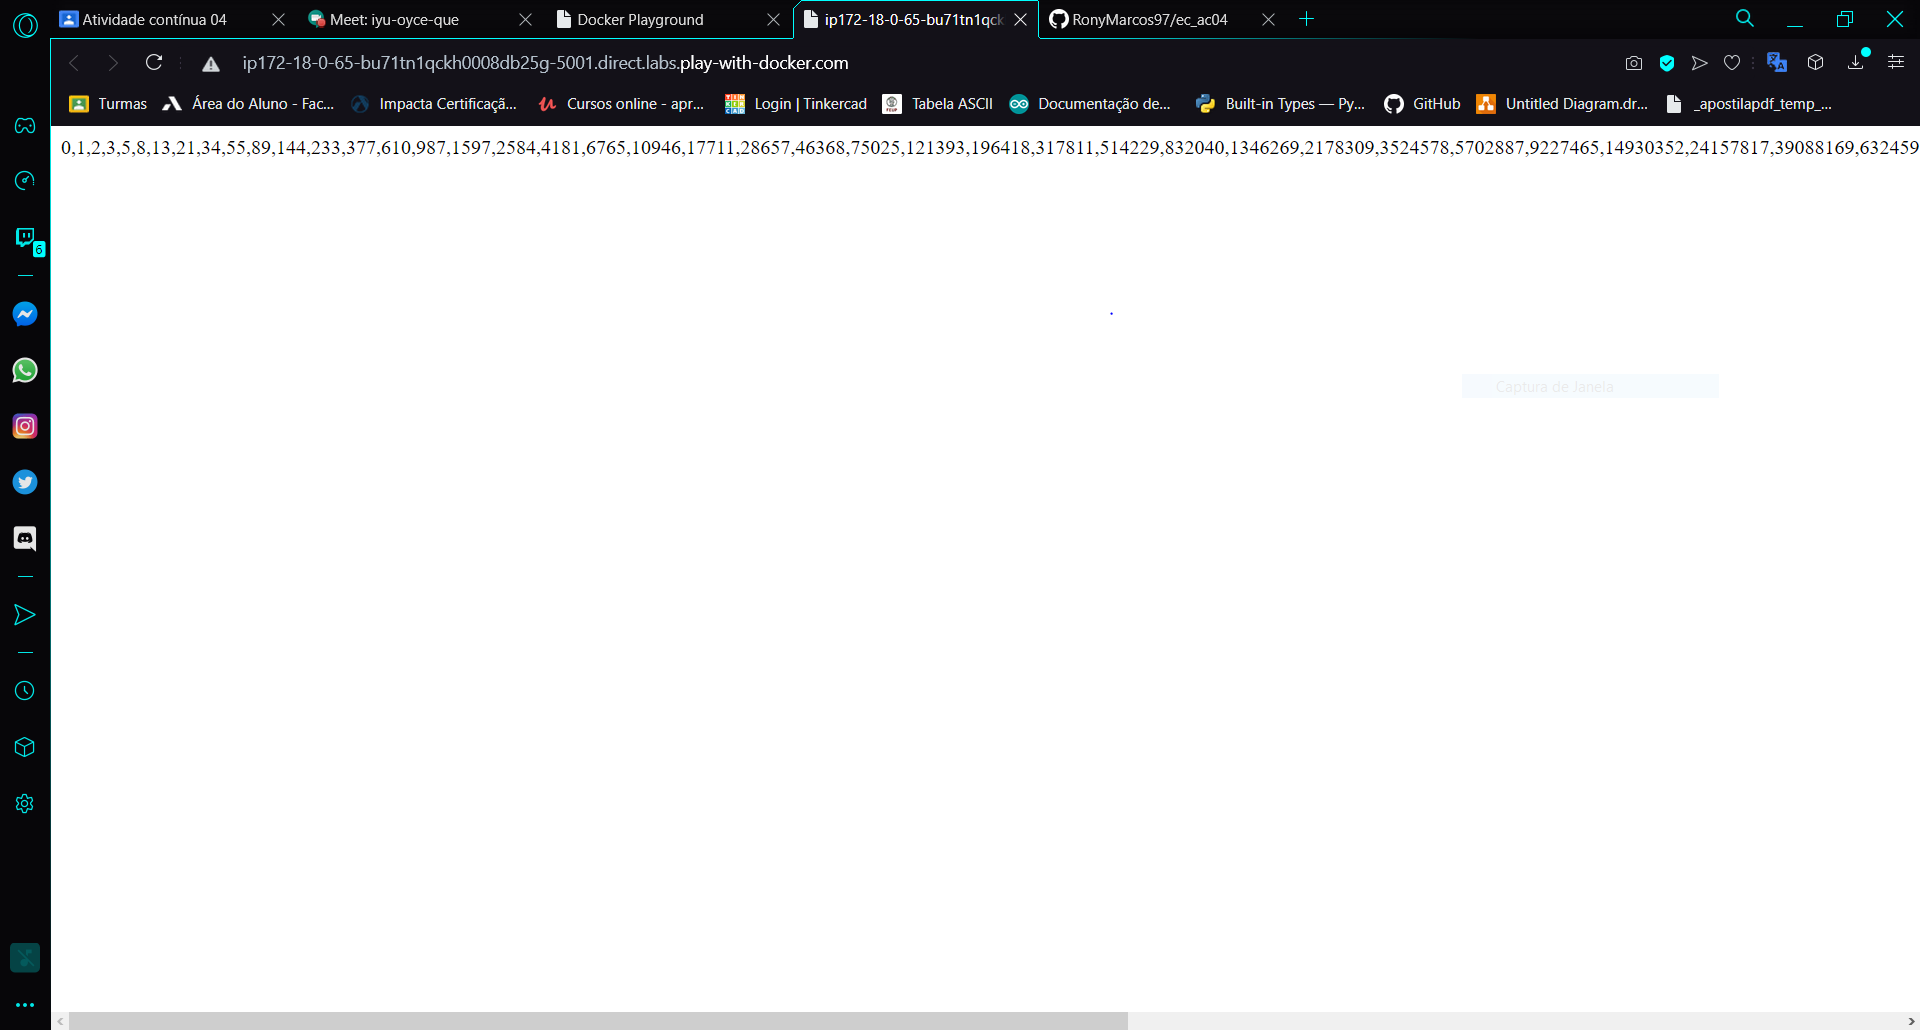 Atividade contínua 04
Meet: iyu-oyce-que
Docker Playground
ip172-18-0-65-bu71tn1qck
RonyMarcos97/ec_ac04
ip172-18-0-65-bu71tn1qckh0008db25g-5001.direct.labs.play-with-docker.com
Turmas
Área do Aluno - Fac...
Impacta Certificaçã...
Cursos online - apr...
Login | Tinkercad
Tabela ASCII
Documentação de...
Built-in Types — Py...
GitHub
Untitled Diagram.dr...
_apostilapdf_temp_...
0,1,2,3,5,8,13,21,34,55,89,144,233,377,610,987,1597,2584,4181,6765,10946,17711,28657,46368,75025,121393,196418,317811,514229,832040,1346269,2178309,3524578,5702887,9227465,14930352,24157817,39088169,632459
6
Captura de Janela